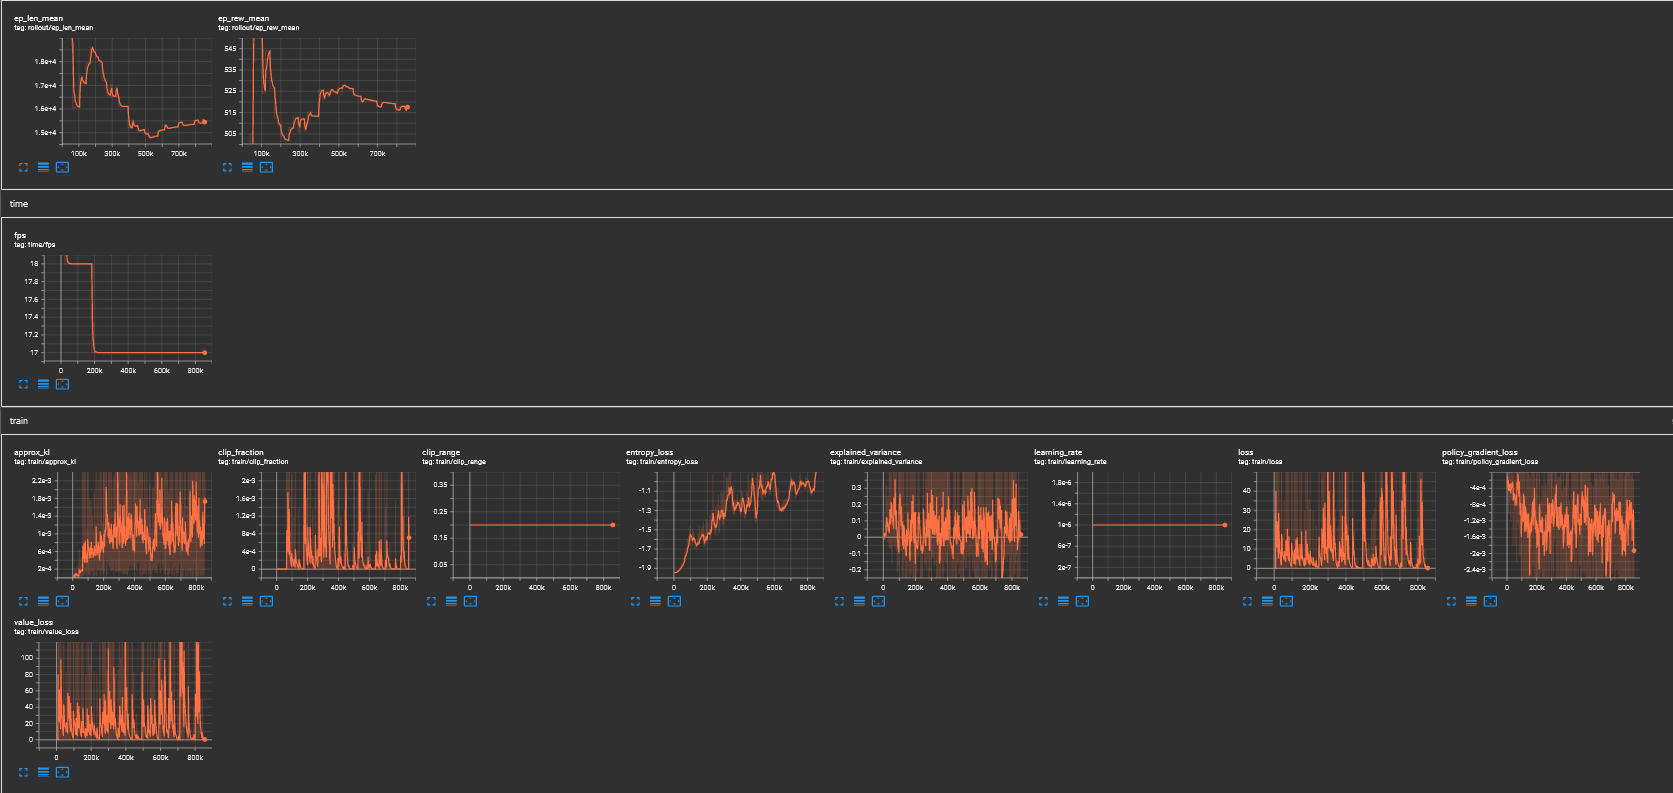 ep_len_mean
tag: rollout/ep_len_mean
1.8e+4
1.7e+4
1.6e+4
1.5e+4
100k 300k 500k 700k
ep_rew_mean
tag: rollout/ep_rew_mean
545
535
525
515
505
100k 300k 500k 700k
time
fps
tag: time/fps
18
17.8
17.6
17.4
17.2
17
0 200k 400k 600k 800k
train
approx_kl
tag: train/approx_kl
2.2e-3
1.8e-3
1.4e-3
1e-3
6e-4
2e-4
0 200k 400k 600k 800k
clip_fraction
tag: train/clip_fraction
2e-3
1.6e-3
1.2e-3
8e-4
4e-4
0
0 200k 400k 600k 800k
clip_range
tag: train/clip_range
0.35
0.25
0.15
0.05
0 200k 400k 600k 800k
entropy_loss
tag: train/entropy_loss
-1.1
-1.3
-1.5
-1.7
-1.9
0 200k 400k 600k 800k
explained_variance
tag: train/explained_variance
0.3
0.2
0.1
0
-0.1
-0.2
0 200k 400k 600k 800k
learning_rate
tag: train/learning_rate
1.8e-6
1.4e-6
1e-6
6e-7
2e-7
0 200k 400k 600k 800k
loss
tag: train/loss
40
30
20
10
0
0 200k 400k 600k 800k
policy_gradient_loss
tag: train/policy_gradient_loss
-4e-4
-8e-4
-1.2e-3
-1.6e-3
-2e-3
-2.4e-3
0 200k 400k 600k 800k
value_loss
tag: train/value_loss
100
80
60
40
20
0
0 200k 400k 600k 800k